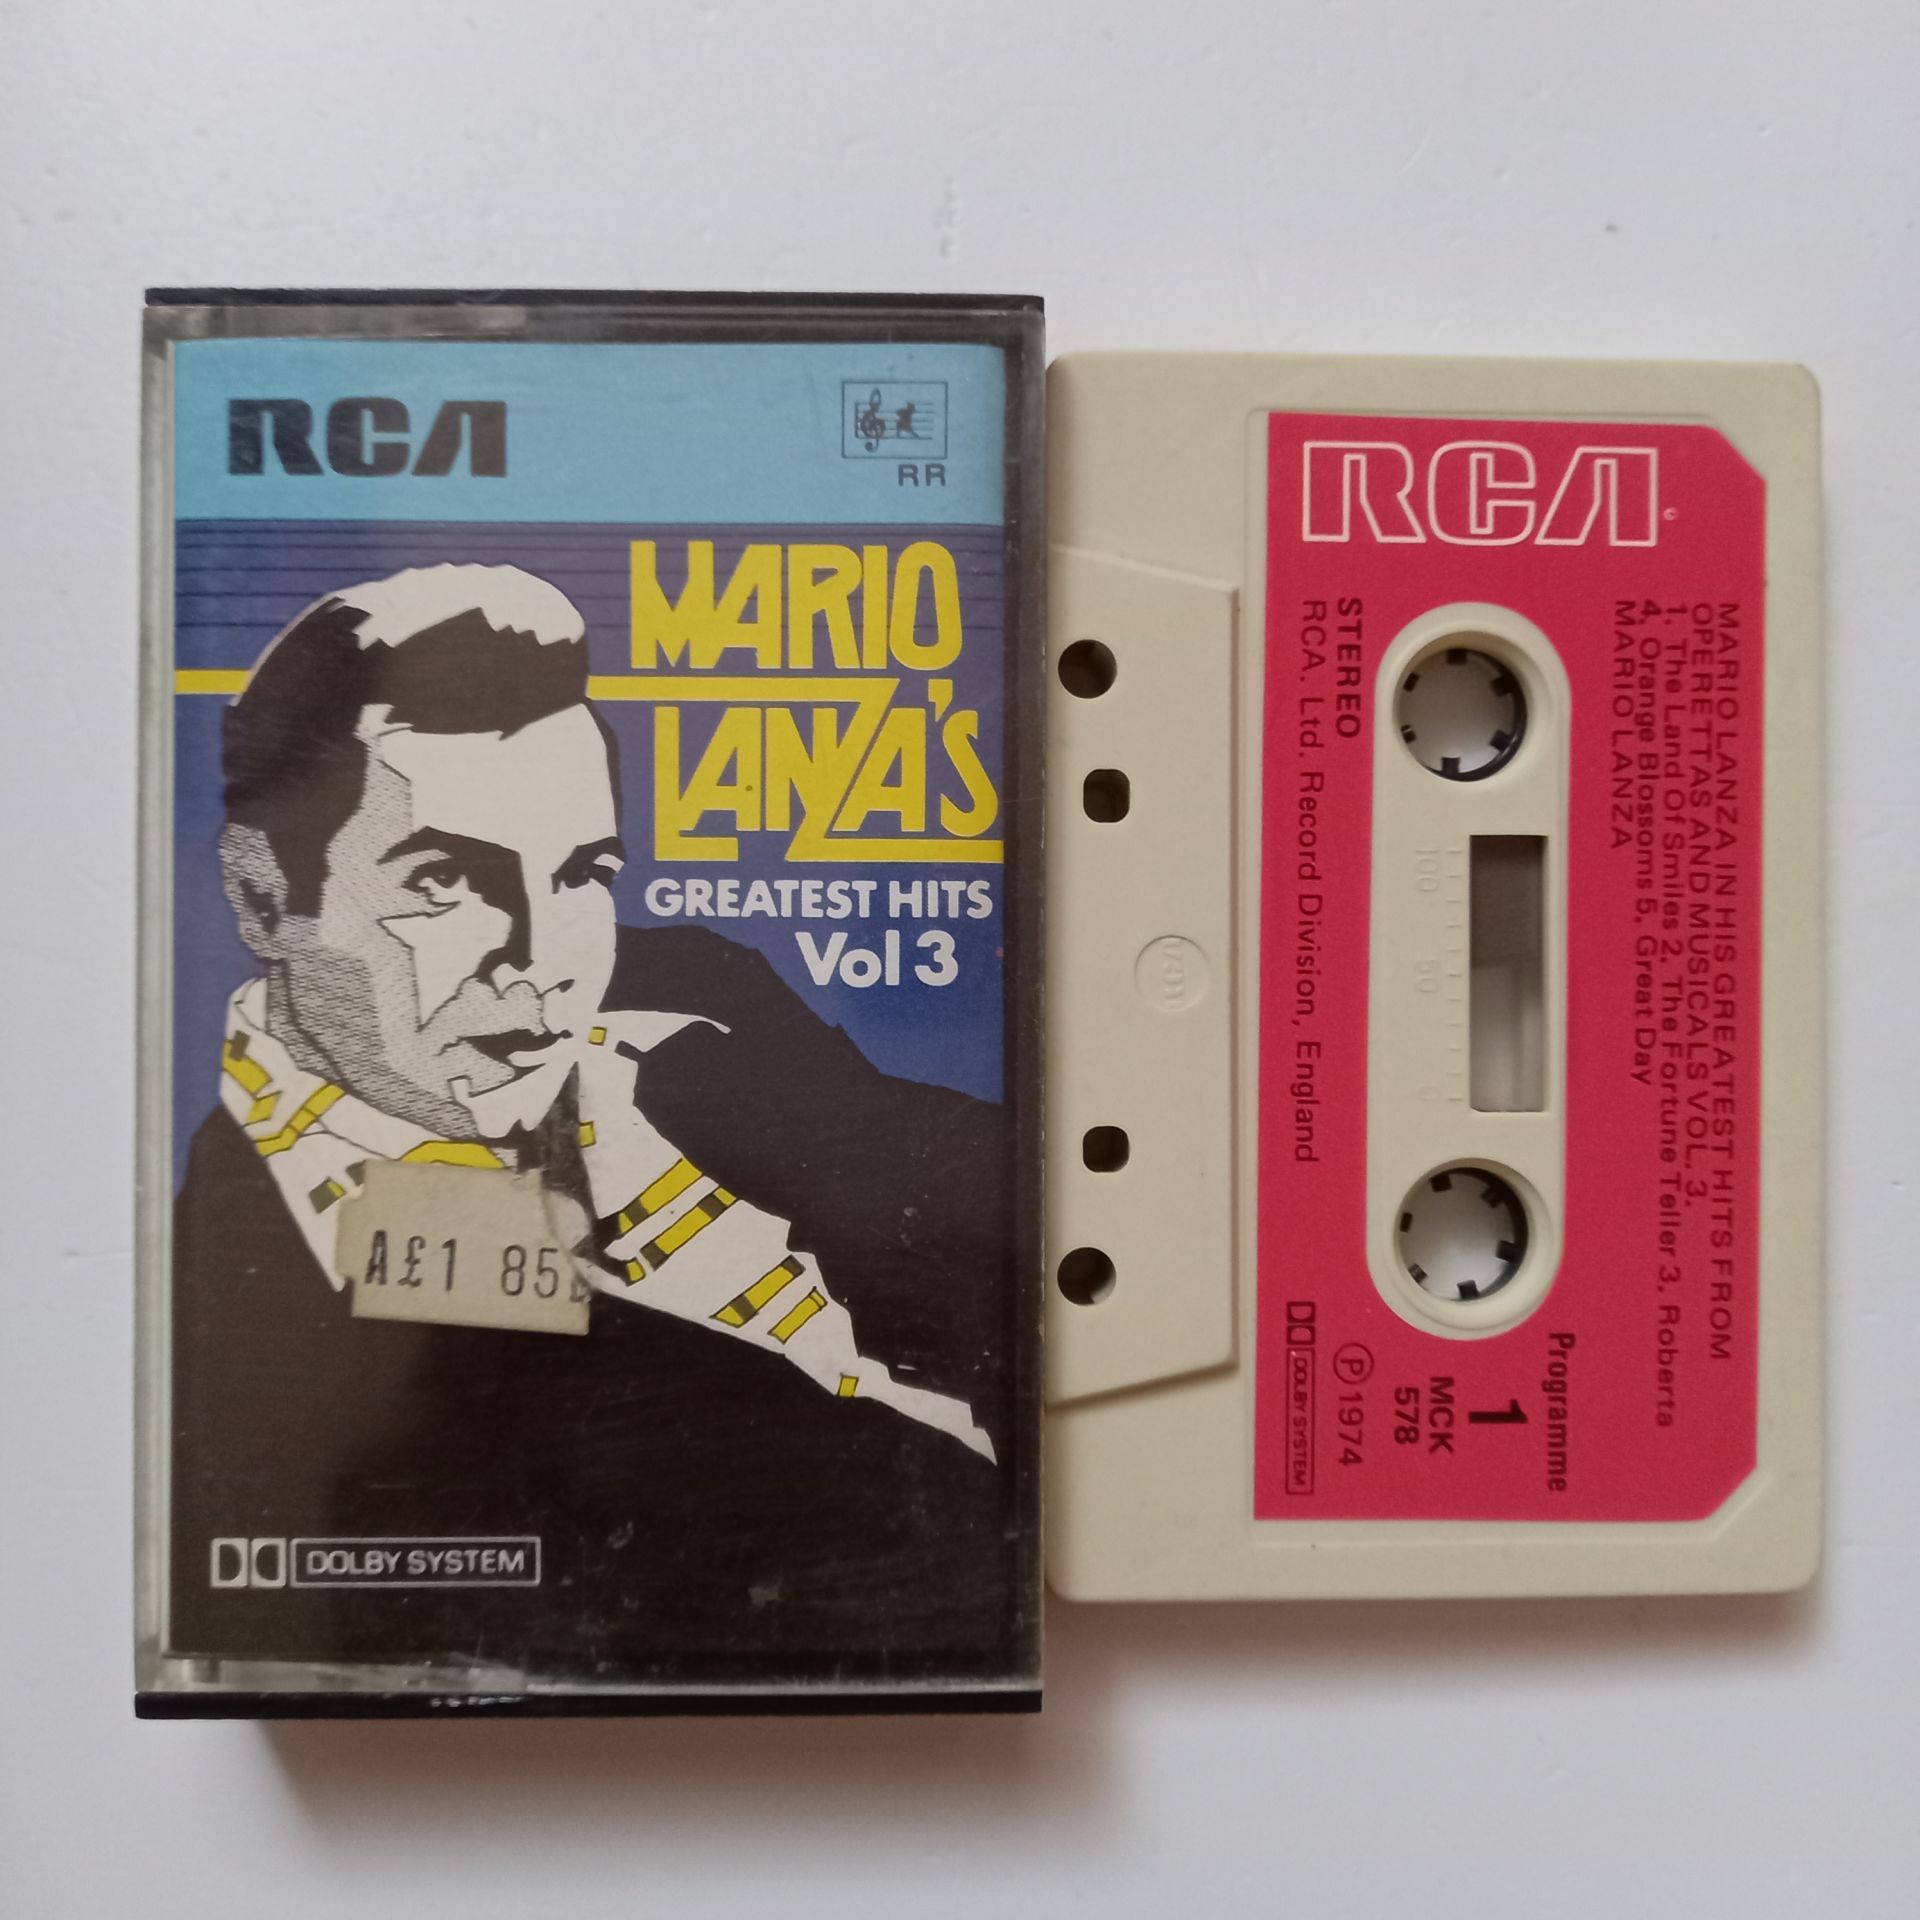 RCA
RR
MARIO
LANZA'S
GREATEST HITS
Vol 3
A£1 85
DOLBY SYSTEM
RCA
MARIO LANZA IN HIS GREATEST HITS FROM
OPERETTAS AND MUSICALS VOL. 3.
1. The Land Of Smiles 2. The Fortune Teller 3. Roberta
4. Orange Blossoms 5. Great Day
MARIO LANZA
STEREO
RCA. Ltd. Record Division, England
100 50 0
Programme
1
MCK
578
℗ 1974
DOLBY SYSTEM